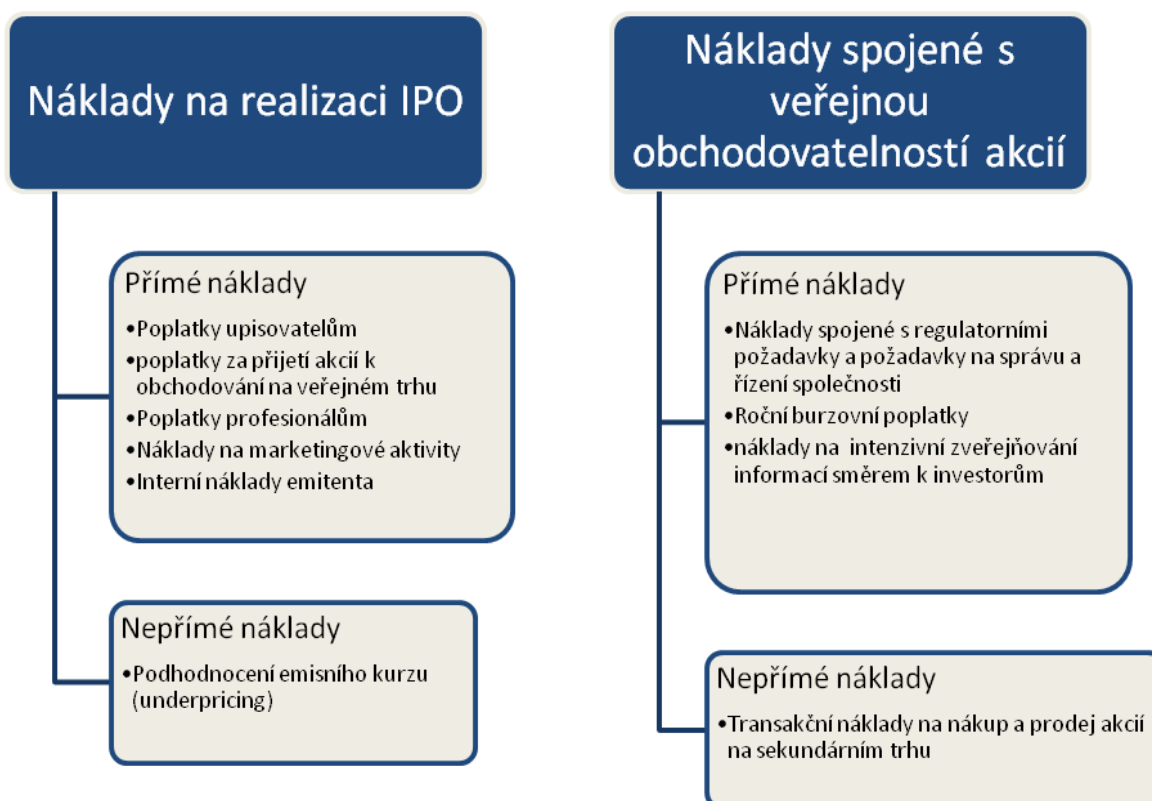 Náklady na realizaci IPO
Přímé náklady
•Poplatky upisovatelům
•poplatky za přijetí akcií k
obchodování na veřejném trhu
•Poplatky profesionálům
•Náklady na marketingové aktivity
•Interní náklady emitenta
Nepřímé náklady
•Podhodnocení emisního kurzu
(underpricing)
Náklady spojené s
veřejnou
obchodovatelností akcií
Přímé náklady
•Náklady spojené s regulatorními
požadavky a požadavky na správu a
řízení společnosti
•Roční burzovní poplatky
•náklady na  intenzivní zveřejňování
informací směrem k investorům
Nepřímé náklady
•Transakční náklady na nákup a prodej akcií
na sekundárním trhu